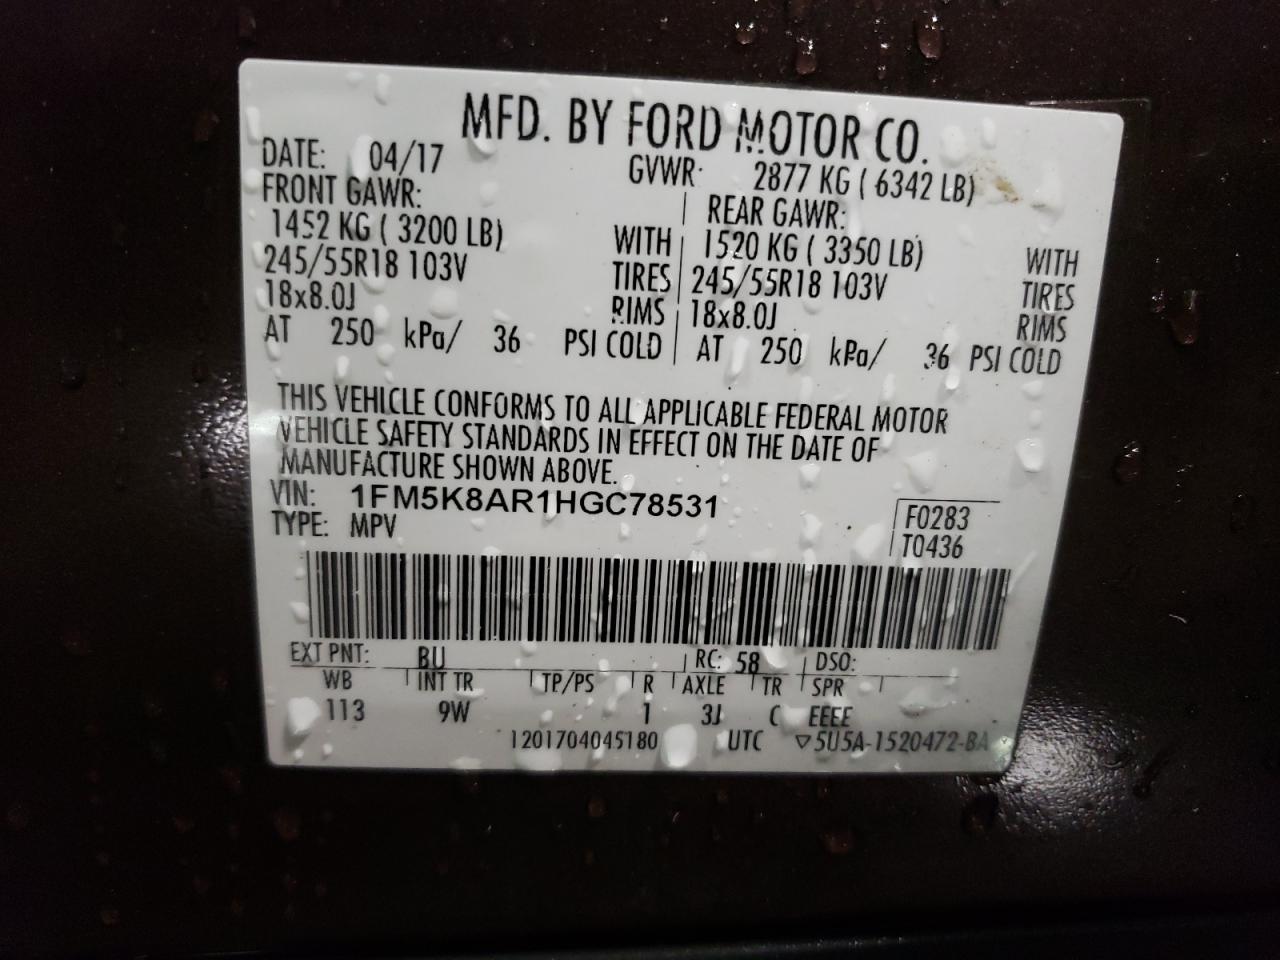 MFD. BY FORD MOTOR CO.
DATE: 04/17 GVWR: 2877 KG ( 6342 LB)
FRONT GAWR: REAR GAWR:
1452 KG ( 3200 LB) WITH 1520 KG ( 3350 LB) WITH
245/55R18 103V TIRES 245/55R18 103V TIRES
18x8.0J RIMS 18x8.0J RIMS
AT 250 kPa/ 36 PSI COLD AT 250 kPa/ 36 PSI COLD
THIS VEHICLE CONFORMS TO ALL APPLICABLE FEDERAL MOTOR
VEHICLE SAFETY STANDARDS IN EFFECT ON THE DATE OF
MANUFACTURE SHOWN ABOVE.
VIN: 1FM5K8AR1HGC78531
TYPE: MPV
F0283
T0436
EXT PNT: BU RC: 58 DSO:
WB INT TR TP/PS R AXLE TR SPR
113 9W 1 3J C EEEE
1201704045180 UTC ▽5U5A-1520472-BA